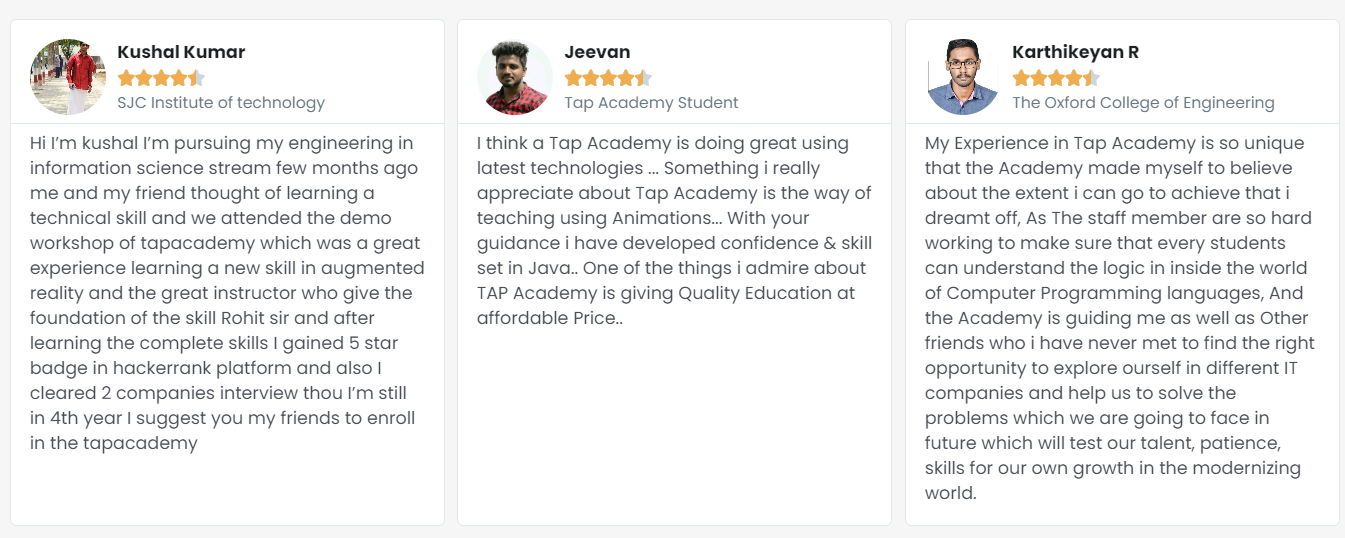 Kushal Kumar
SJC Institute of technology
Hi I’m kushal I’m pursuing my engineering in
information science stream few months ago
me and my friend thought of learning a
technical skill and we attended the demo
workshop of tapacademy which was a great
experience learning a new skill in augmented
reality and the great instructor who give the
foundation of the skill Rohit sir and after
learning the complete skills I gained 5 star
badge in hackerrank platform and also I
cleared 2 companies interview thou I’m still
in 4th year I suggest you my friends to enroll
in the tapacademy
Jeevan
Tap Academy Student
I think a Tap Academy is doing great using
latest technologies ... Something i really
appreciate about Tap Academy is the way of
teaching using Animations... With your
guidance i have developed confidence & skill
set in Java.. One of the things i admire about
TAP Academy is giving Quality Education at
affordable Price..
Karthikeyan R
The Oxford College of Engineering
My Experience in Tap Academy is so unique
that the Academy made myself to believe
about the extent i can go to achieve that i
dreamt off, As The staff member are so hard
working to make sure that every students
can understand the logic in inside the world
of Computer Programming languages, And
the Academy is guiding me as well as Other
friends who i have never met to find the right
opportunity to explore ourself in different IT
companies and help us to solve the
problems which we are going to face in
future which will test our talent, patience,
skills for our own growth in the modernizing
world.